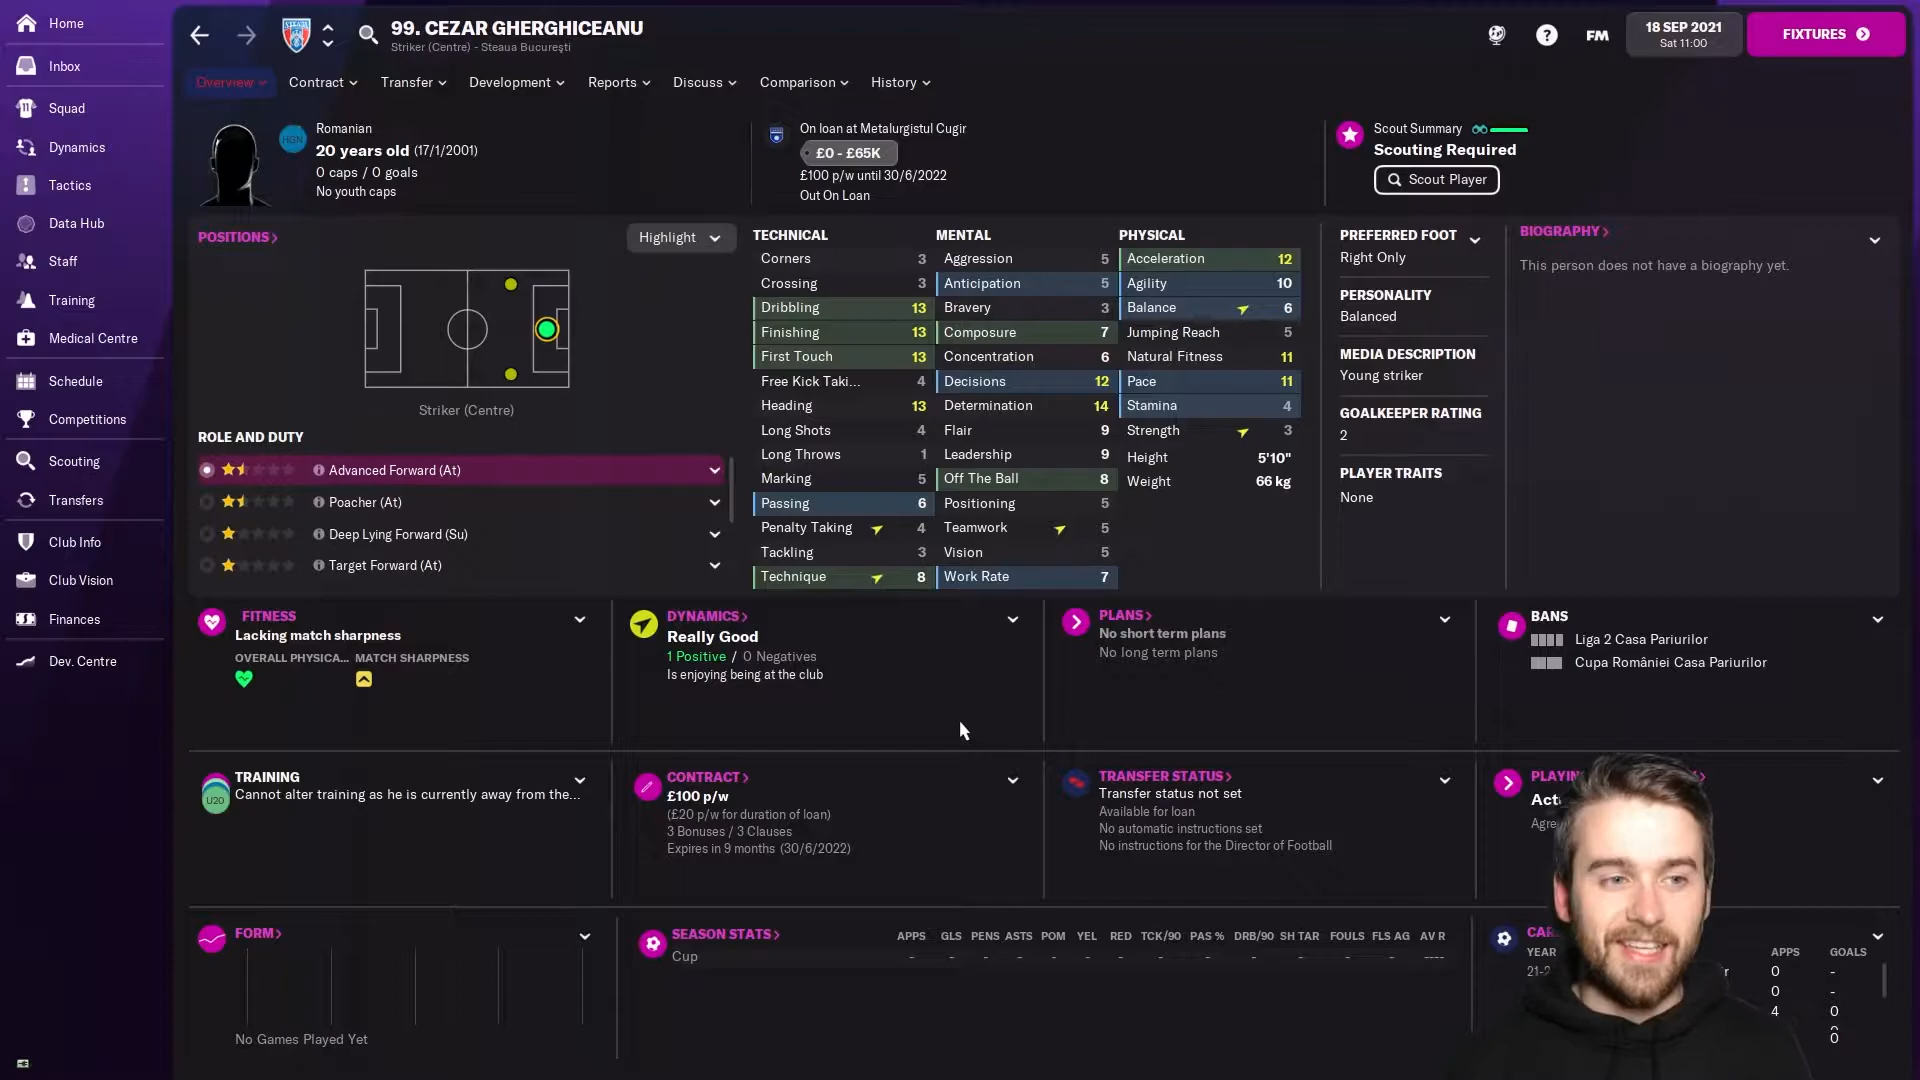 Home
Inbox
Squad
Dynamics
Tactics
Data Hub
Staff
Training
Medical Centre
Schedule
Competitions
Scouting
Transfers
Club Info
Club Vision
Finances
Dev. Centre
99. CEZAR GHERGHICEANU
Striker (Centre) - Steaua Bucureşti
?
FM
18 SEP 2021
Sat 11:00
FIXTURES
Overview Contract Transfer Development Reports Discuss Comparison History
HGN
Romanian
20 years old (17/1/2001)
0 caps / 0 goals
No youth caps
On loan at Metalurgistul Cugir
£0 - £65K
£100 p/w until 30/6/2022
Out On Loan
Scout Summary
Scouting Required
Scout Player
POSITIONS
Highlight
Striker (Centre)
ROLE AND DUTY
Advanced Forward (At)
Poacher (At)
Deep Lying Forward (Su)
Target Forward (At)
TECHNICAL
Corners 3
Crossing 3
Dribbling 13
Finishing 13
First Touch 13
Free Kick Taki... 4
Heading 13
Long Shots 4
Long Throws 1
Marking 5
Passing 6
Penalty Taking 4
Tackling 3
Technique 8
MENTAL
Aggression 5
Anticipation 5
Bravery 3
Composure 7
Concentration 6
Decisions 12
Determination 14
Flair 9
Leadership 9
Off The Ball 8
Positioning 5
Teamwork 5
Vision 5
Work Rate 7
PHYSICAL
Acceleration 12
Agility 10
Balance 6
Jumping Reach 5
Natural Fitness 11
Pace 11
Stamina 4
Strength 3
Height 5'10"
Weight 66 kg
PREFERRED FOOT
Right Only
PERSONALITY
Balanced
MEDIA DESCRIPTION
Young striker
GOALKEEPER RATING
2
PLAYER TRAITS
None
BIOGRAPHY
This person does not have a biography yet.
FITNESS
Lacking match sharpness
OVERALL PHYSICA... MATCH SHARPNESS
DYNAMICS
Really Good
1 Positive / 0 Negatives
Is enjoying being at the club
PLANS
No short term plans
No long term plans
BANS
Liga 2 Casa Pariurilor
Cupa României Casa Pariurilor
TRAINING
U20
Cannot alter training as he is currently away from the...
CONTRACT
£100 p/w
(£20 p/w for duration of loan)
3 Bonuses / 3 Clauses
Expires in 9 months (30/6/2022)
TRANSFER STATUS
Transfer status not set
Available for loan
No automatic instructions set
No instructions for the Director of Football
FORM
No Games Played Yet
SEASON STATS
APPS GLS PENS ASTS POM YEL RED TCK/90 PAS % DRB/90 SH TAR FOULS FLS AG AV R
Cup - - - - - - - - - - - - - ----
YEAR APPS GOALS
0 -
0 -
4 0
0